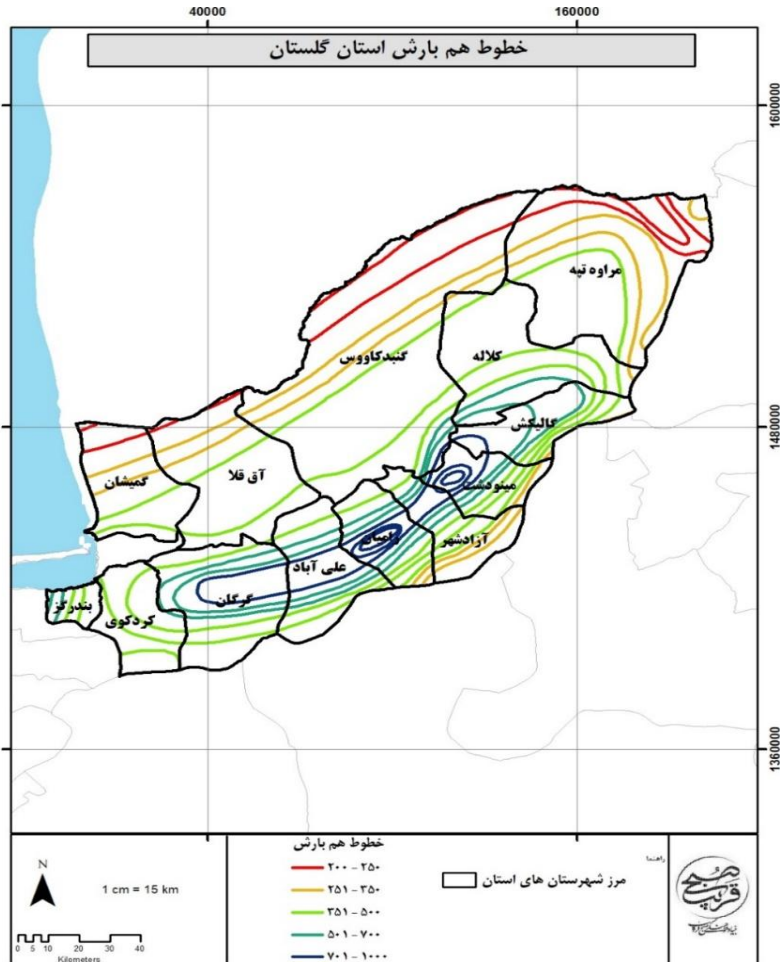 40000
160000
خطوط هم بارش استان گلستان
1600000
مراوه تپه
کلاله
گنبدکاووس
1480000
گالیکش
آق قلا
گمیشان
مینودشت
رامیان
آزادشهر
علی آباد
گرگان
بندرگز
کردکوی
1360000
خطوط هم بارش
۲۰۰ - ۲۵۰
۲۵۱ - ۳۵۰
۳۵۱ - ۵۰۰
۵۰۱ - ۷۰۰
۷۰۱ - ۱۰۰۰
راهنما
مرز شهرستان های استان
N
1 cm = 15 km
0 5 10 20 30 40
Kilometers